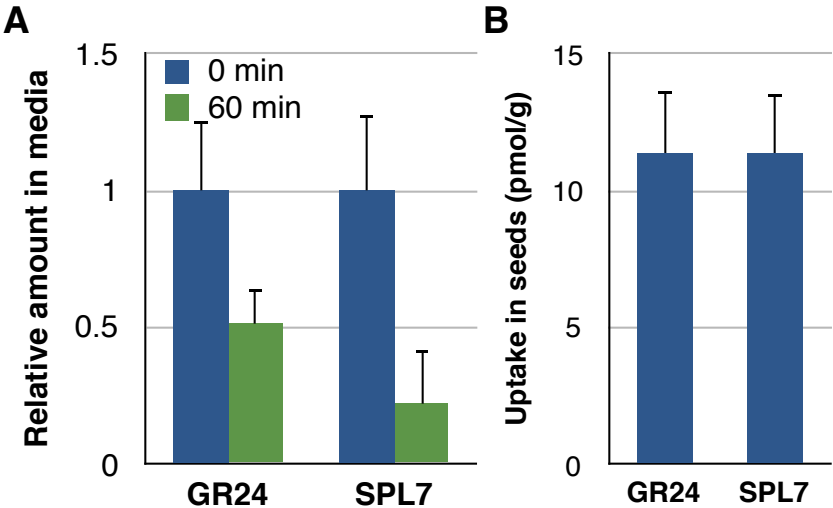 A
Relative amount in media
1.5
1
0.5
0
0 min
60 min
GR24
SPL7
B
Uptake in seeds (pmol/g)
15
10
5
0
GR24
SPL7